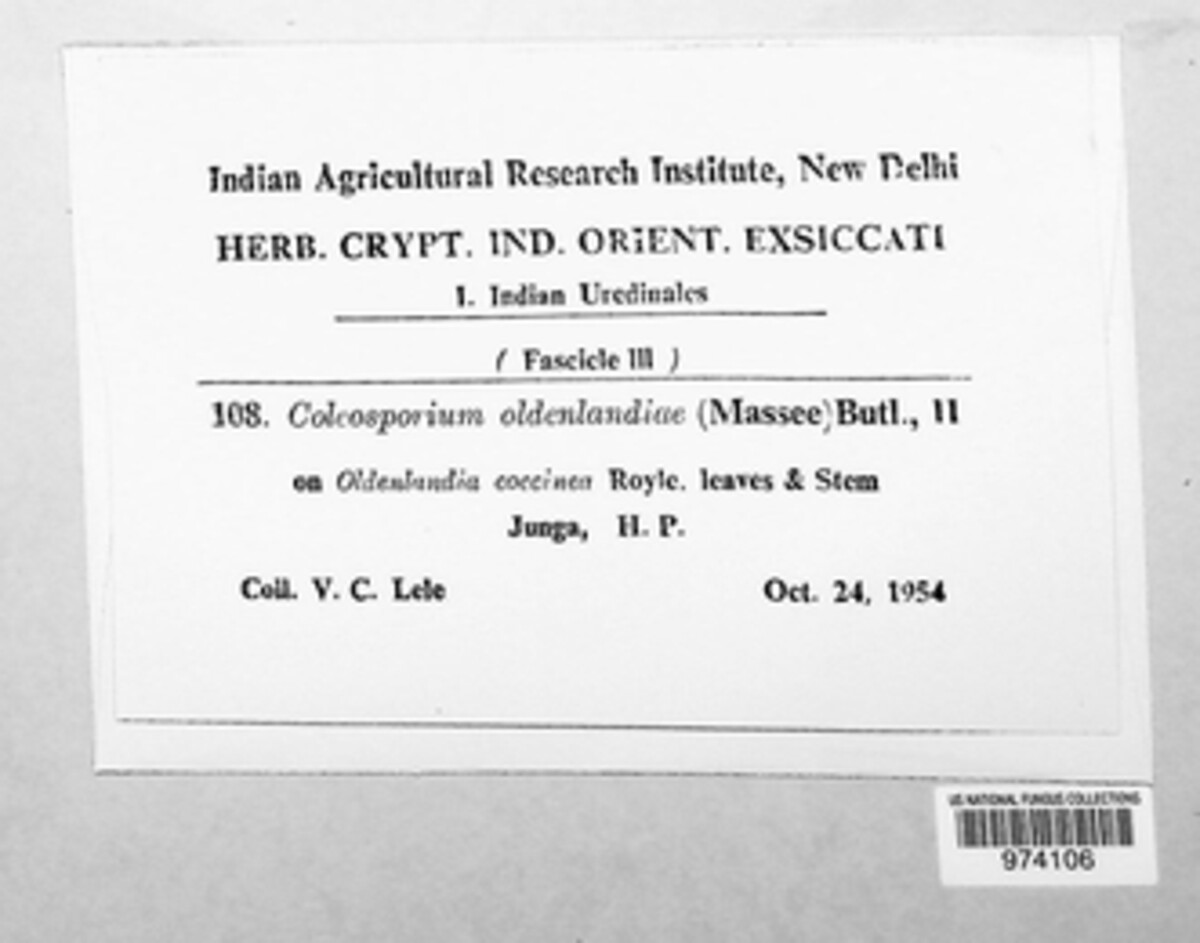 Indian Agricultural Research Institute, New Delhi
HERB. CRYPT. IND. ORIENT. EXSICCATI
1. Indian Uredinales
( Fascicle III )
108. Coleosporium oldenlandiae (Massee) Butl., II
on Oldenlandia coccinea Royle. leaves & Stem
Junga, H. P.
Coll. V. C. Lele Oct. 24, 1954
US NATIONAL FUNGUS COLLECTIONS
974106